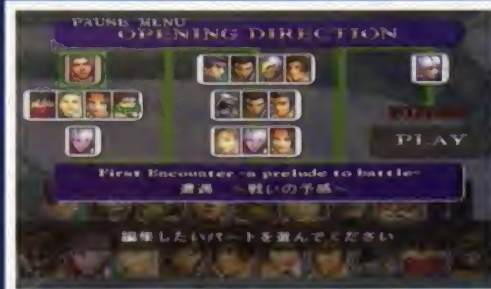 PAUSE MENU
OPENING DIRECTION
PLAY
First Encounter ~a prelude to battle~
遭遇 ～戦いの予感～
編集したいパートを選んでください